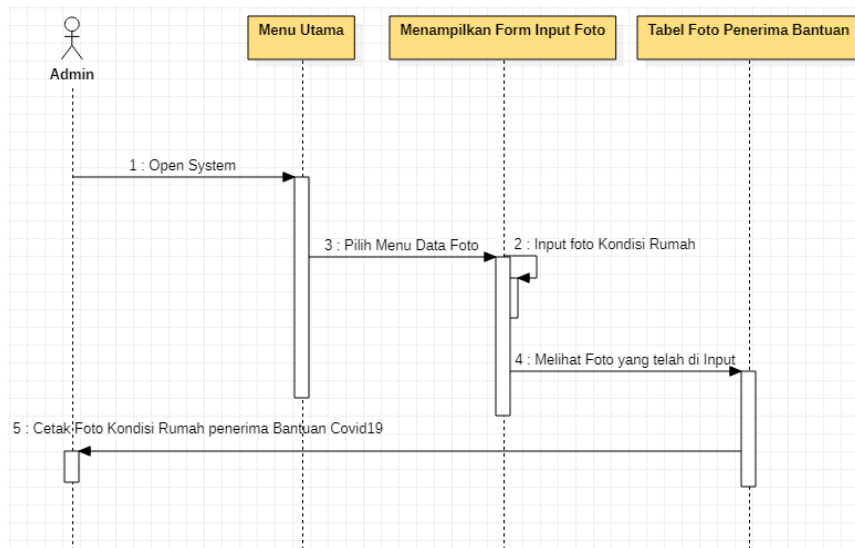 Menu Utama
Menampilkan Form Input Foto
Tabel Foto Penerima Bantuan
Admin
1 : Open System
3 : Pilih Menu Data Foto
2 : Input foto Kondisi Rumah
4 : Melihat Foto yang telah di Input
5 : Cetak Foto Kondisi Rumah penerima Bantuan Covid19